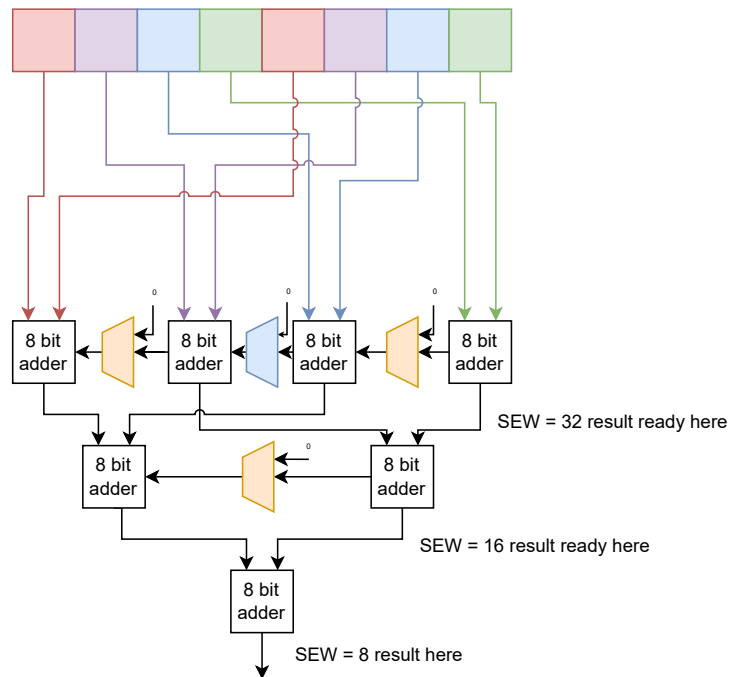 0
0
0
8 bit
adder
8 bit
adder
8 bit
adder
8 bit
adder
SEW = 32 result ready here
0
8 bit
adder
8 bit
adder
SEW = 16 result ready here
8 bit
adder
SEW = 8 result here